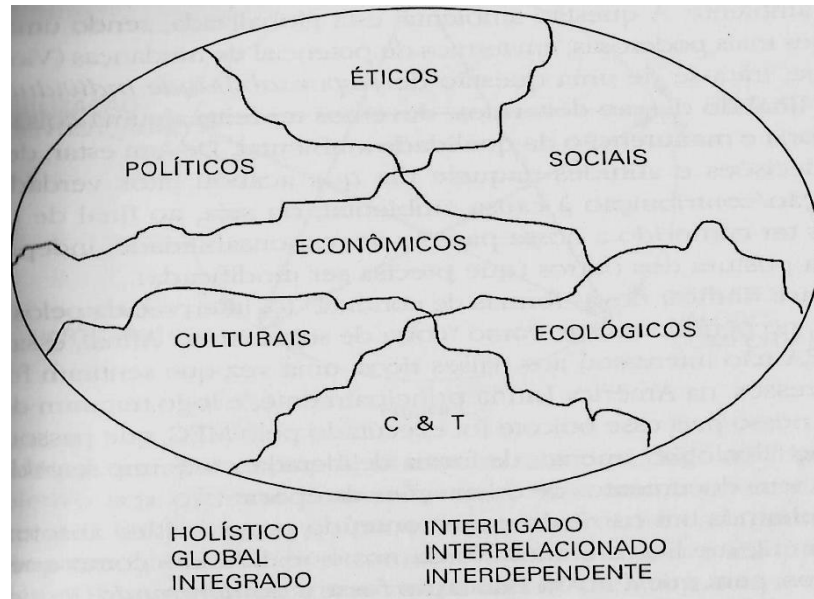 ÉTICOS
POLÍTICOS
SOCIAIS
ECONÔMICOS
CULTURAIS
ECOLÓGICOS
C & T
HOLÍSTICO
GLOBAL
INTEGRADO
INTERLIGADO
INTERRELACIONADO
INTERDEPENDENTE